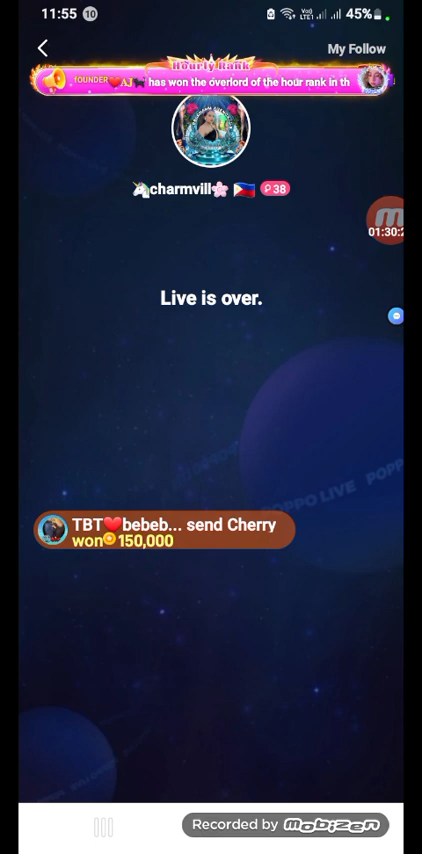 11:55 10 45%
My Follow
Hourly Rank
FOUNDER❤️AJ🐈‍⬛ has won the overlord of the hour rank in th
🦄charmvill🌸 🇵🇭 P38
01:30:2
Live is over.
POPPO LIVE POPP
TBT❤️bebeb... send Cherry
won 150,000
Recorded by mobizen